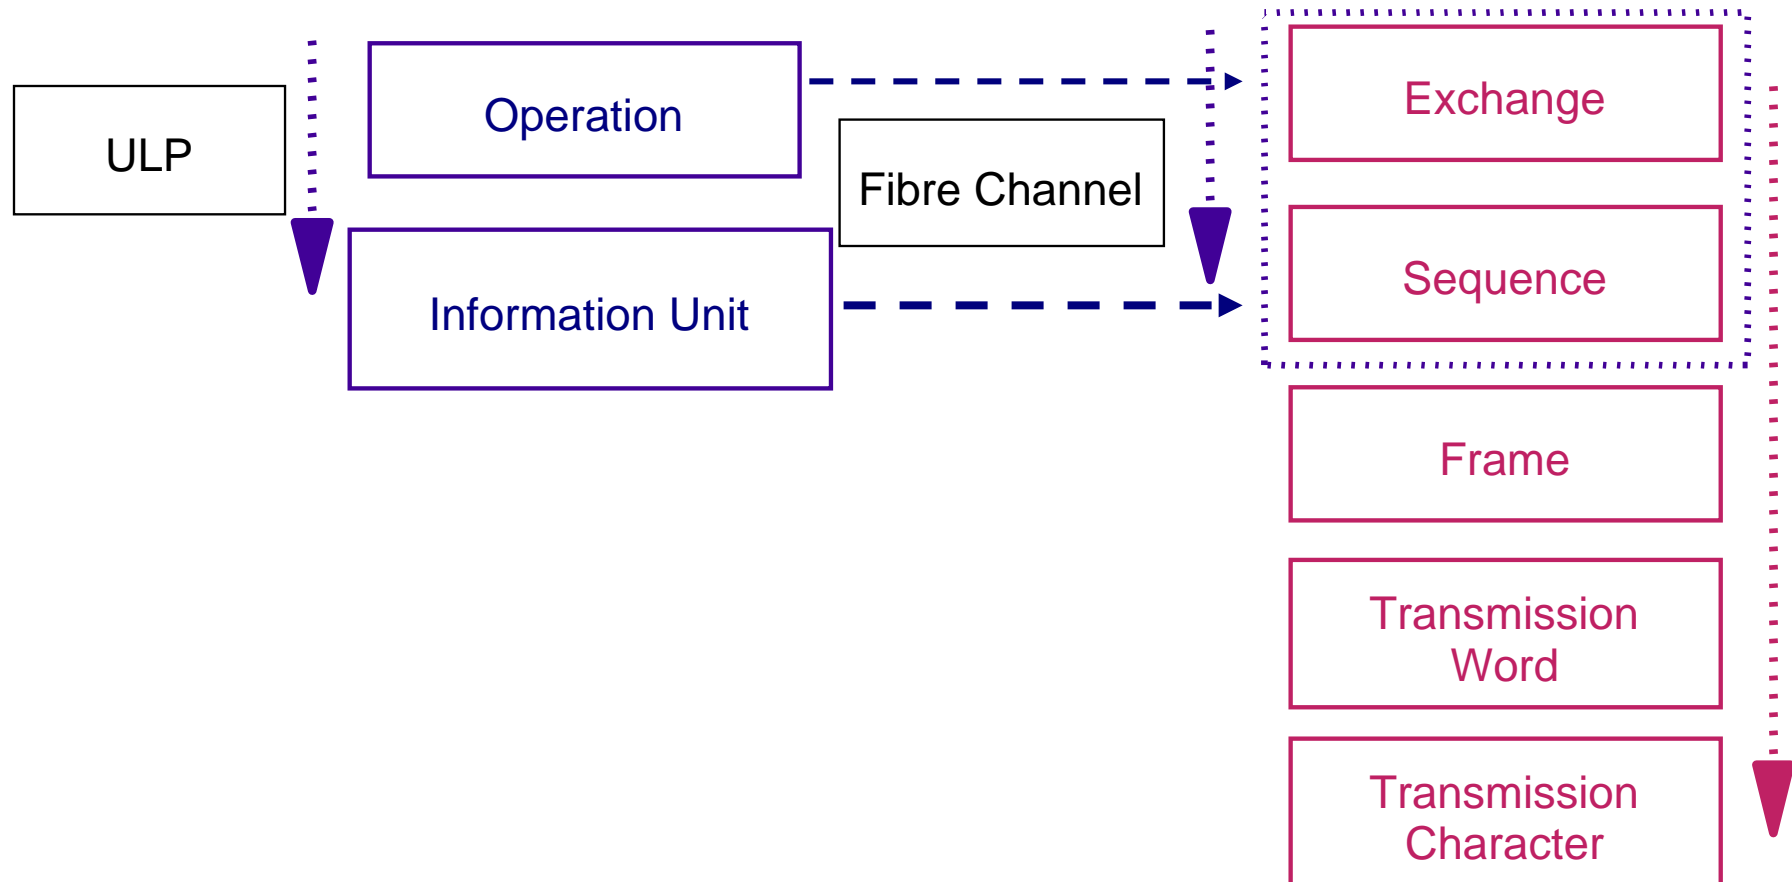 ULP
Operation
Information Unit
Fibre Channel
Exchange
Sequence
Frame
Transmission
Word
Transmission
Character